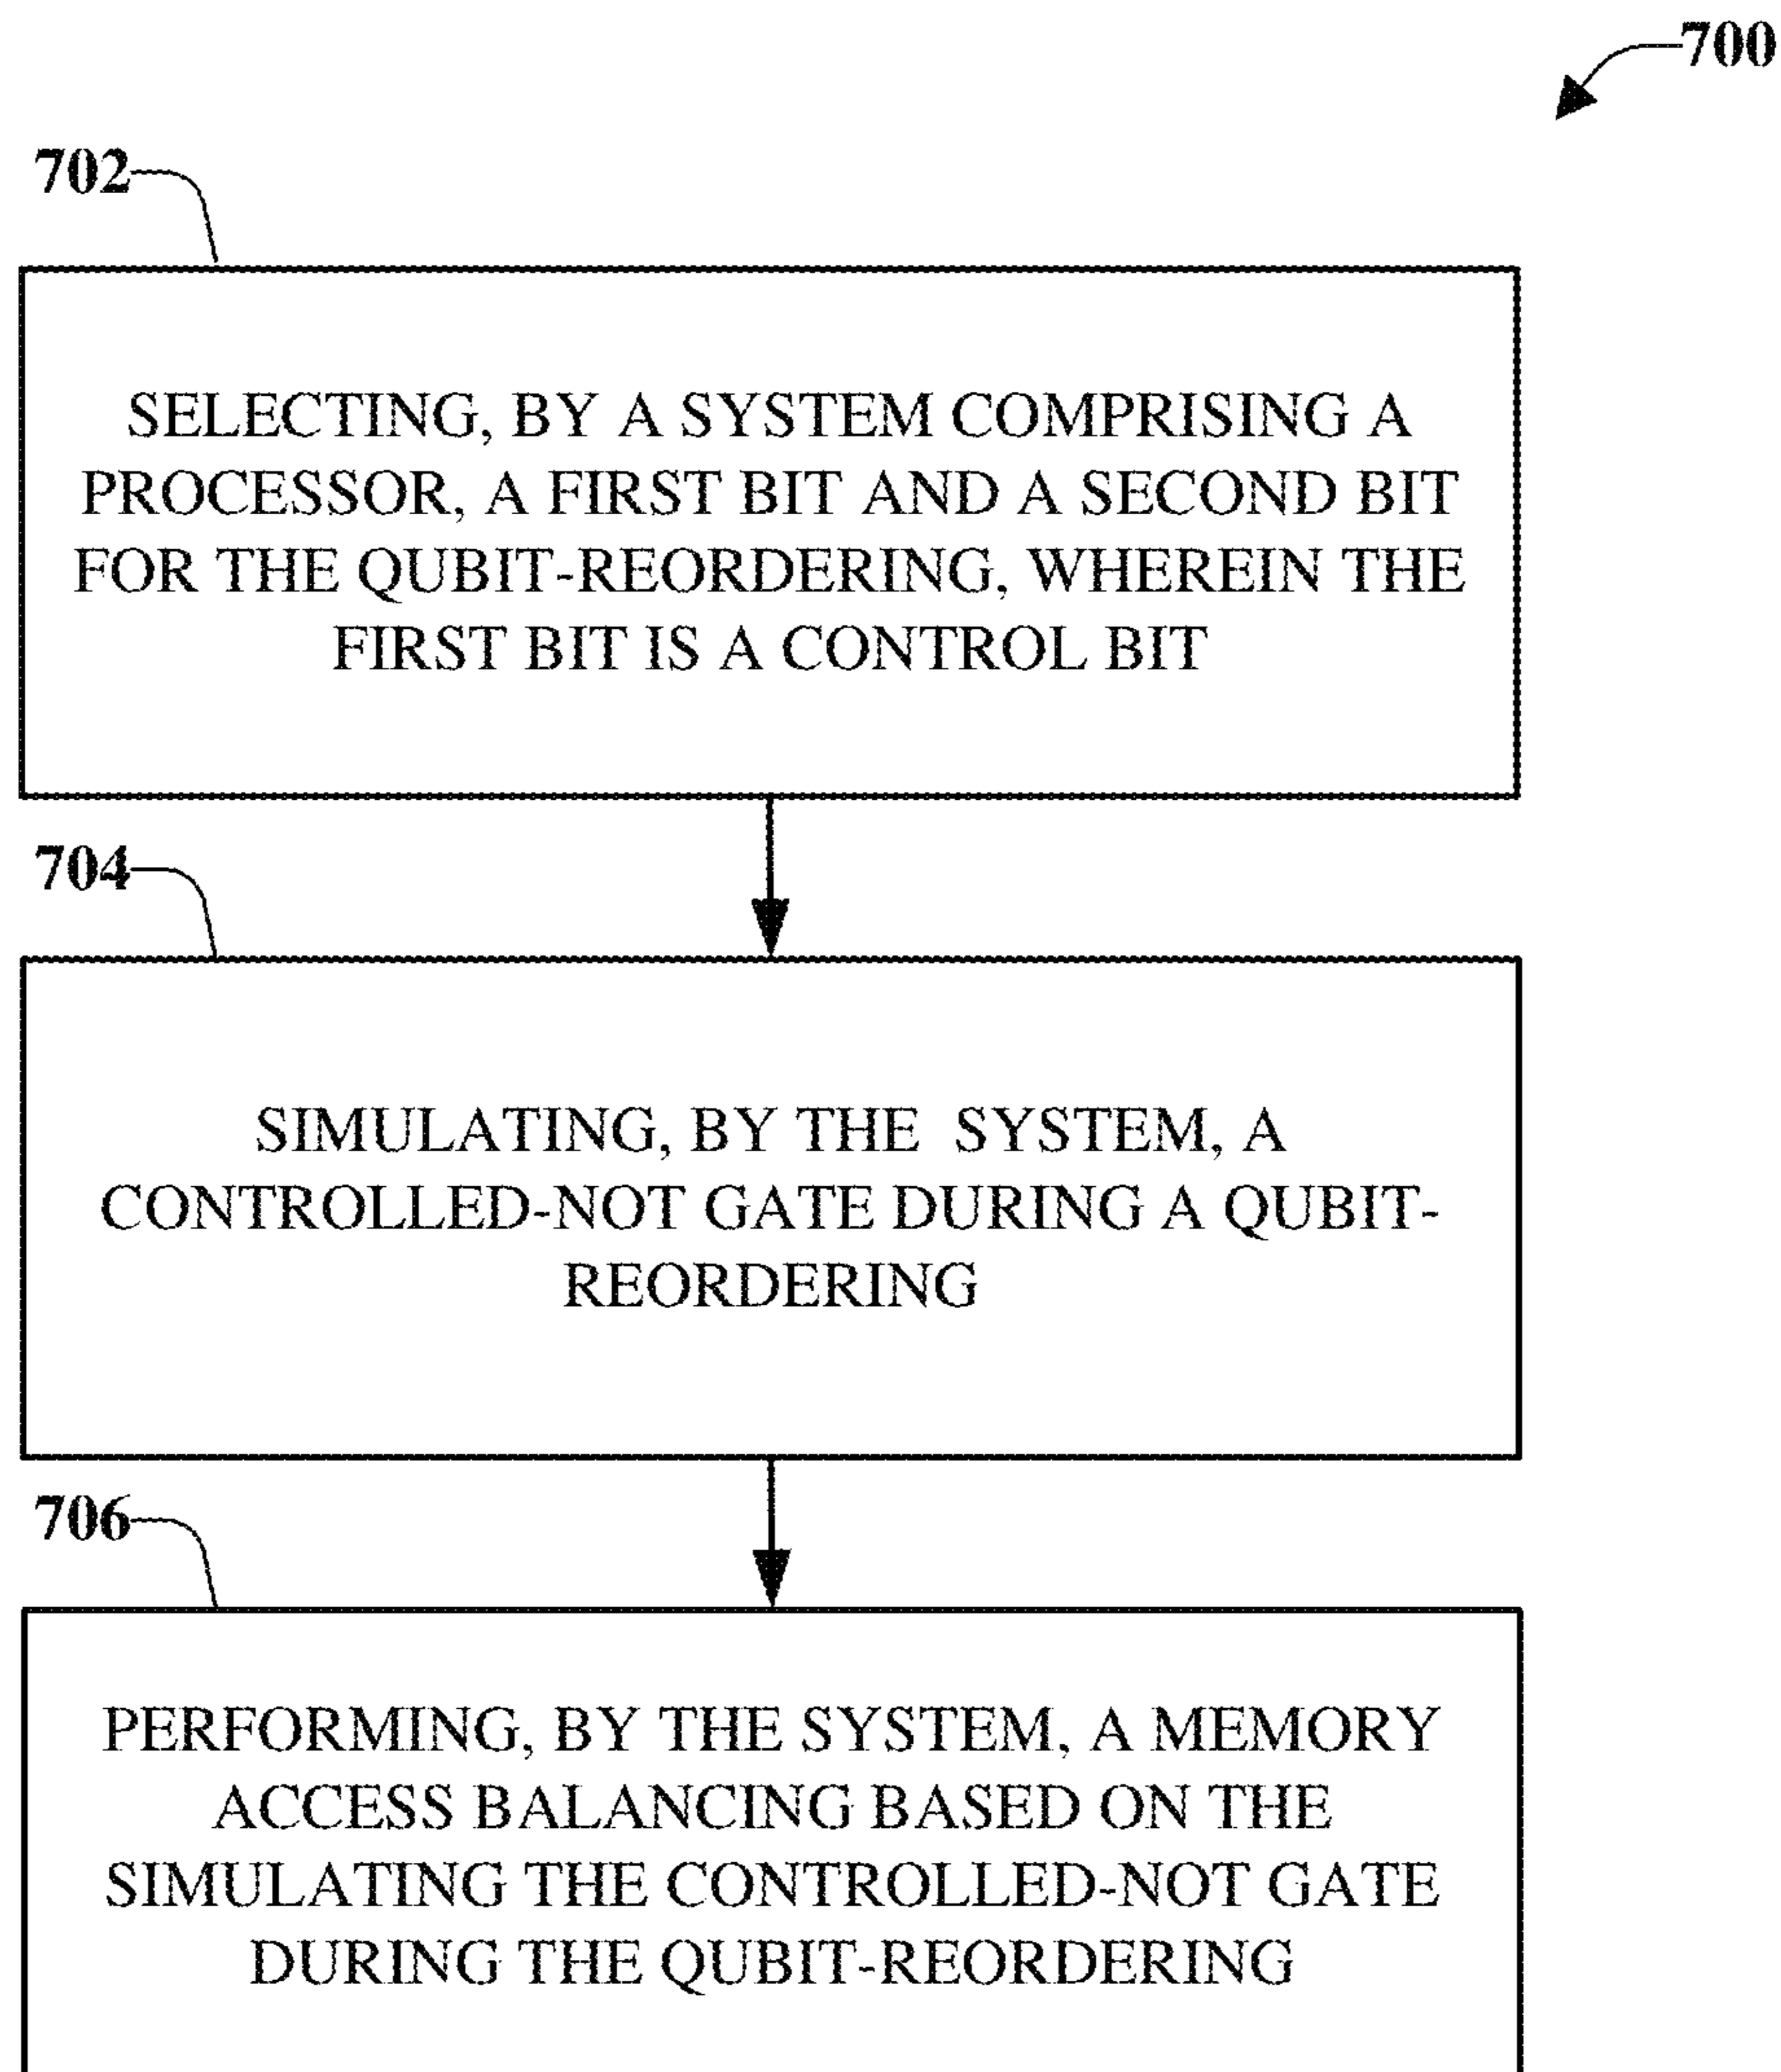 700
702
SELECTING, BY A SYSTEM COMPRISING A
PROCESSOR, A FIRST BIT AND A SECOND BIT
FOR THE QUBIT-REORDERING, WHEREIN THE
FIRST BIT IS A CONTROL BIT
704
SIMULATING, BY THE SYSTEM, A
CONTROLLED-NOT GATE DURING A QUBIT-
REORDERING
706
PERFORMING, BY THE SYSTEM, A MEMORY
ACCESS BALANCING BASED ON THE
SIMULATING THE CONTROLLED-NOT GATE
DURING THE QUBIT-REORDERING